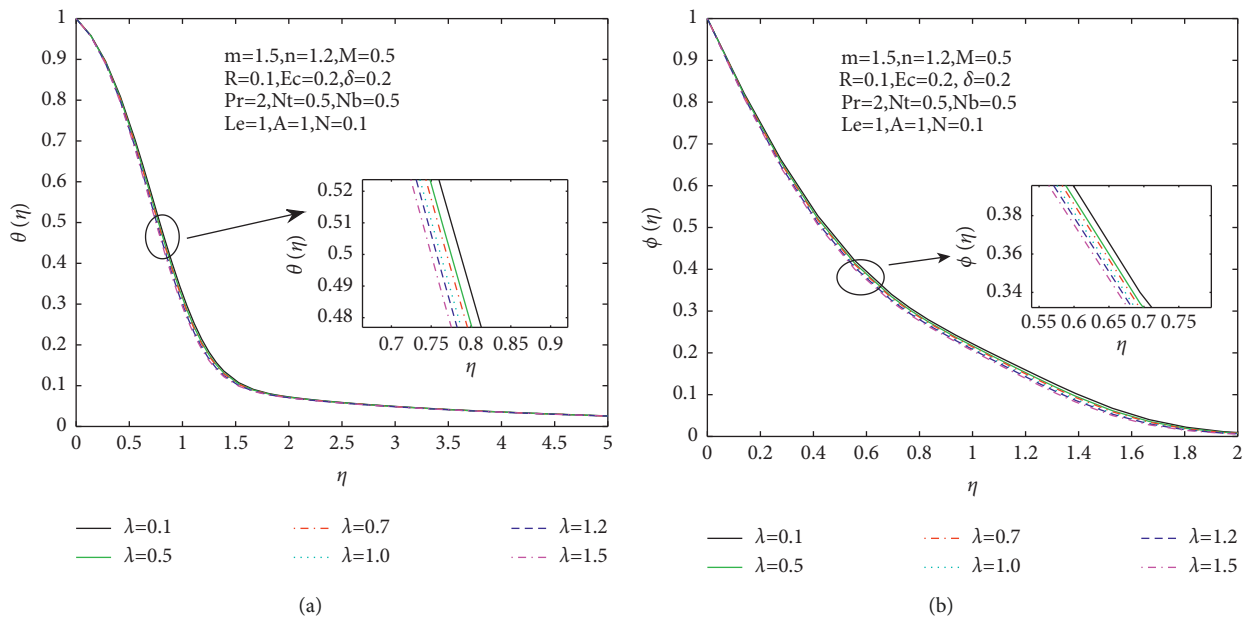 1
0.9
0.8
0.7
0.6
0.5
0.4
0.3
0.2
0.1
0
θ (η)
m=1.5,n=1.2,M=0.5
R=0.1,Ec=0.2,δ=0.2
Pr=2,Nt=0.5,Nb=0.5
Le=1,A=1,N=0.1
0.52
0.51
0.5
0.49
0.48
θ (η)
0.7 0.75 0.8 0.85 0.9
η
0 0.5 1 1.5 2 2.5 3 3.5 4 4.5 5
η
λ=0.1 λ=0.7 λ=1.2
λ=0.5 λ=1.0 λ=1.5
(a)
1
0.9
0.8
0.7
0.6
0.5
0.4
0.3
0.2
0.1
0
ϕ (η)
m=1.5,n=1.2,M=0.5
R=0.1,Ec=0.2, δ=0.2
Pr=2,Nt=0.5,Nb=0.5
Le=1,A=1,N=0.1
0.38
0.36
0.34
ϕ (η)
0.55 0.6 0.65 0.7 0.75
η
0 0.2 0.4 0.6 0.8 1 1.2 1.4 1.6 1.8 2
η
λ=0.1 λ=0.7 λ=1.2
λ=0.5 λ=1.0 λ=1.5
(b)